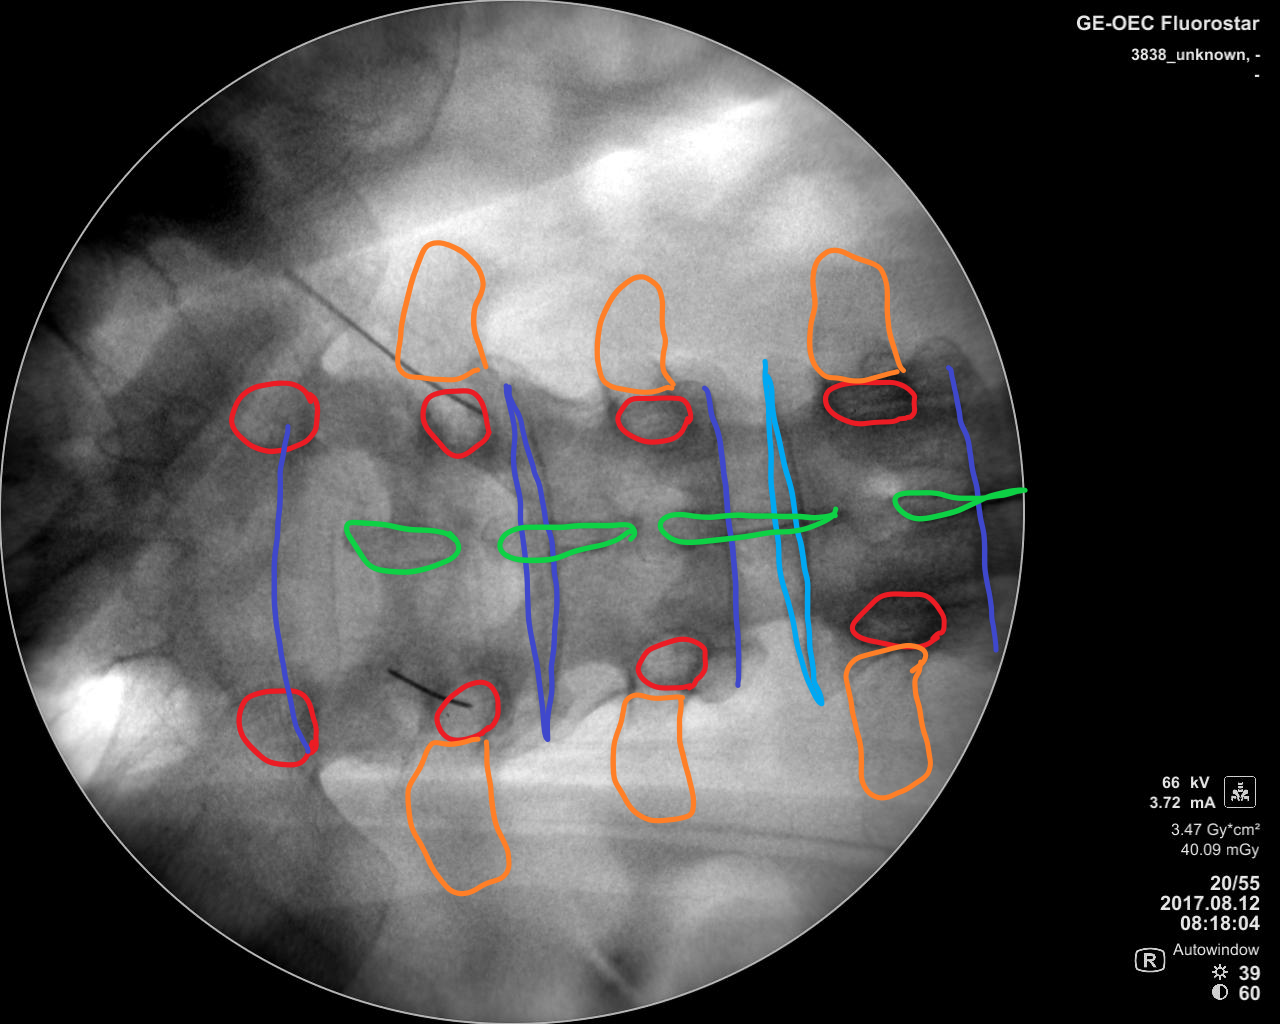 GE-OEC Fluorostar
3838_unknown, -
-
66 kV
3.72 mA
3.47 Gy*cm²
40.09 mGy
20/55
2017.08.12
08:18:04
Autowindow
R
39
60